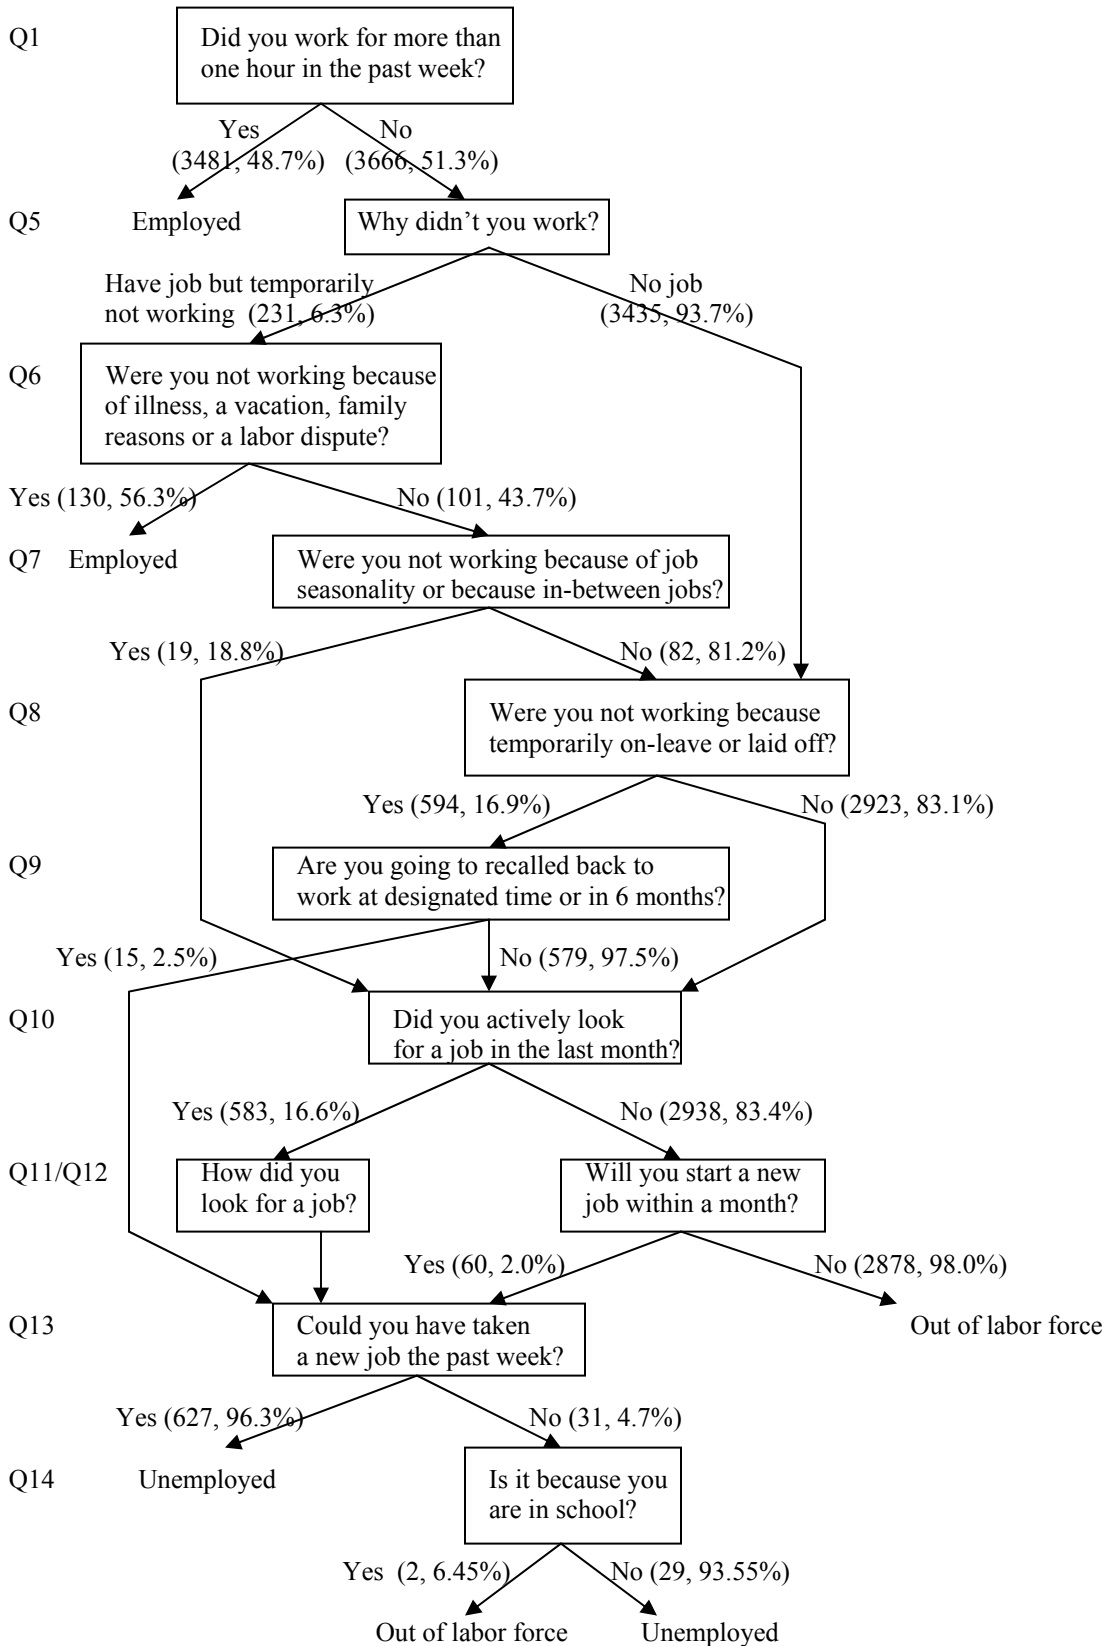 Q1
Did you work for more than
one hour in the past week?
Yes
(3481, 48.7%)
No
(3666, 51.3%)
Q5
Employed
Why didn’t you work?
Have job but temporarily
not working (231, 6.3%)
No job
(3435, 93.7%)
Q6
Were you not working because
of illness, a vacation, family
reasons or a labor dispute?
Yes (130, 56.3%)
No (101, 43.7%)
Q7
Employed
Were you not working because of job
seasonality or because in-between jobs?
Yes (19, 18.8%)
No (82, 81.2%)
Q8
Were you not working because
temporarily on-leave or laid off?
Yes (594, 16.9%)
No (2923, 83.1%)
Q9
Are you going to recalled back to
work at designated time or in 6 months?
Yes (15, 2.5%)
No (579, 97.5%)
Q10
Did you actively look
for a job in the last month?
Yes (583, 16.6%)
No (2938, 83.4%)
Q11/Q12
How did you
look for a job?
Will you start a new
job within a month?
Yes (60, 2.0%)
No (2878, 98.0%)
Q13
Could you have taken
a new job the past week?
Out of labor force
Yes (627, 96.3%)
No (31, 4.7%)
Q14
Unemployed
Is it because you
are in school?
Yes (2, 6.45%)
No (29, 93.55%)
Out of labor force
Unemployed